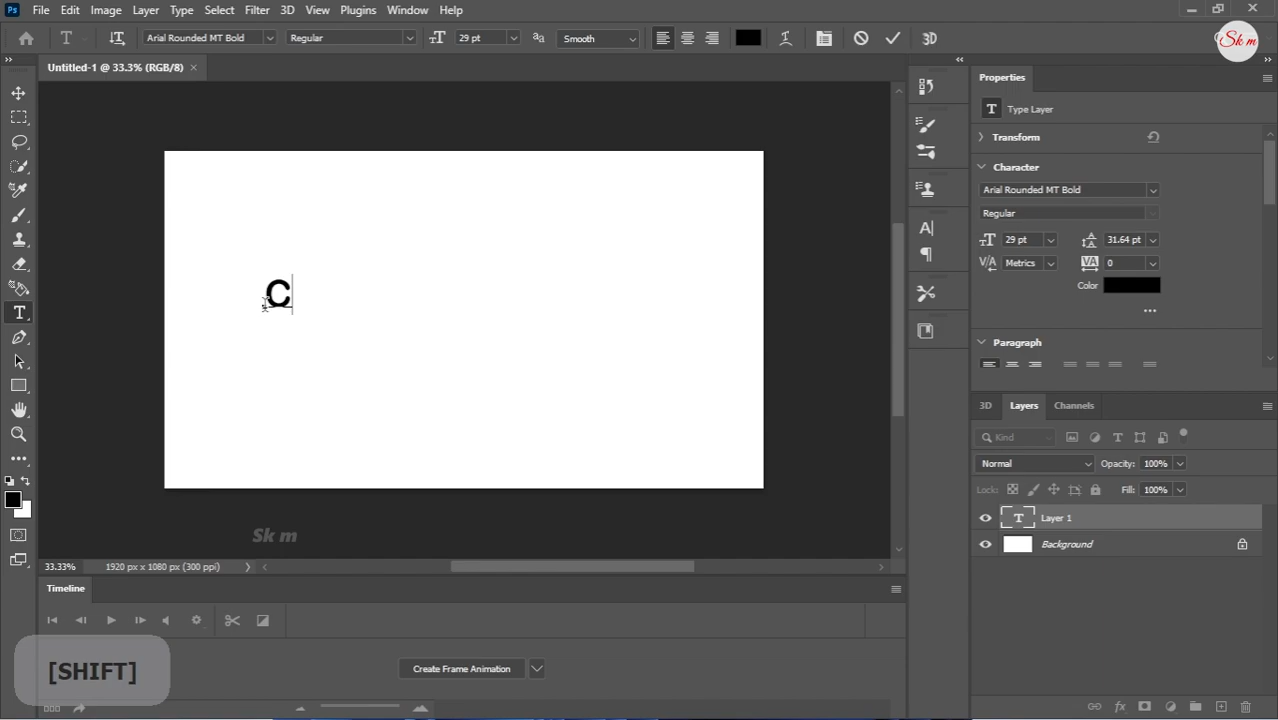 File Edit Image Layer Type Select Filter 3D View Plugins Window Help
Arial Rounded MT Bold Regular 29 pt Smooth 3D
Sk m
Untitled-1 @ 33.3% (RGB/8)
Properties
Type Layer
Transform
Character
Arial Rounded MT Bold
Regular
29 pt 31.64 pt
Metrics 0
Color
Paragraph
C
3D Layers Channels
Kind
Normal Opacity: 100%
Lock: Fill: 100%
T Layer 1
Background
Sk m
33.33% 1920 px x 1080 px (300 ppi)
Timeline
Create Frame Animation
[SHIFT]